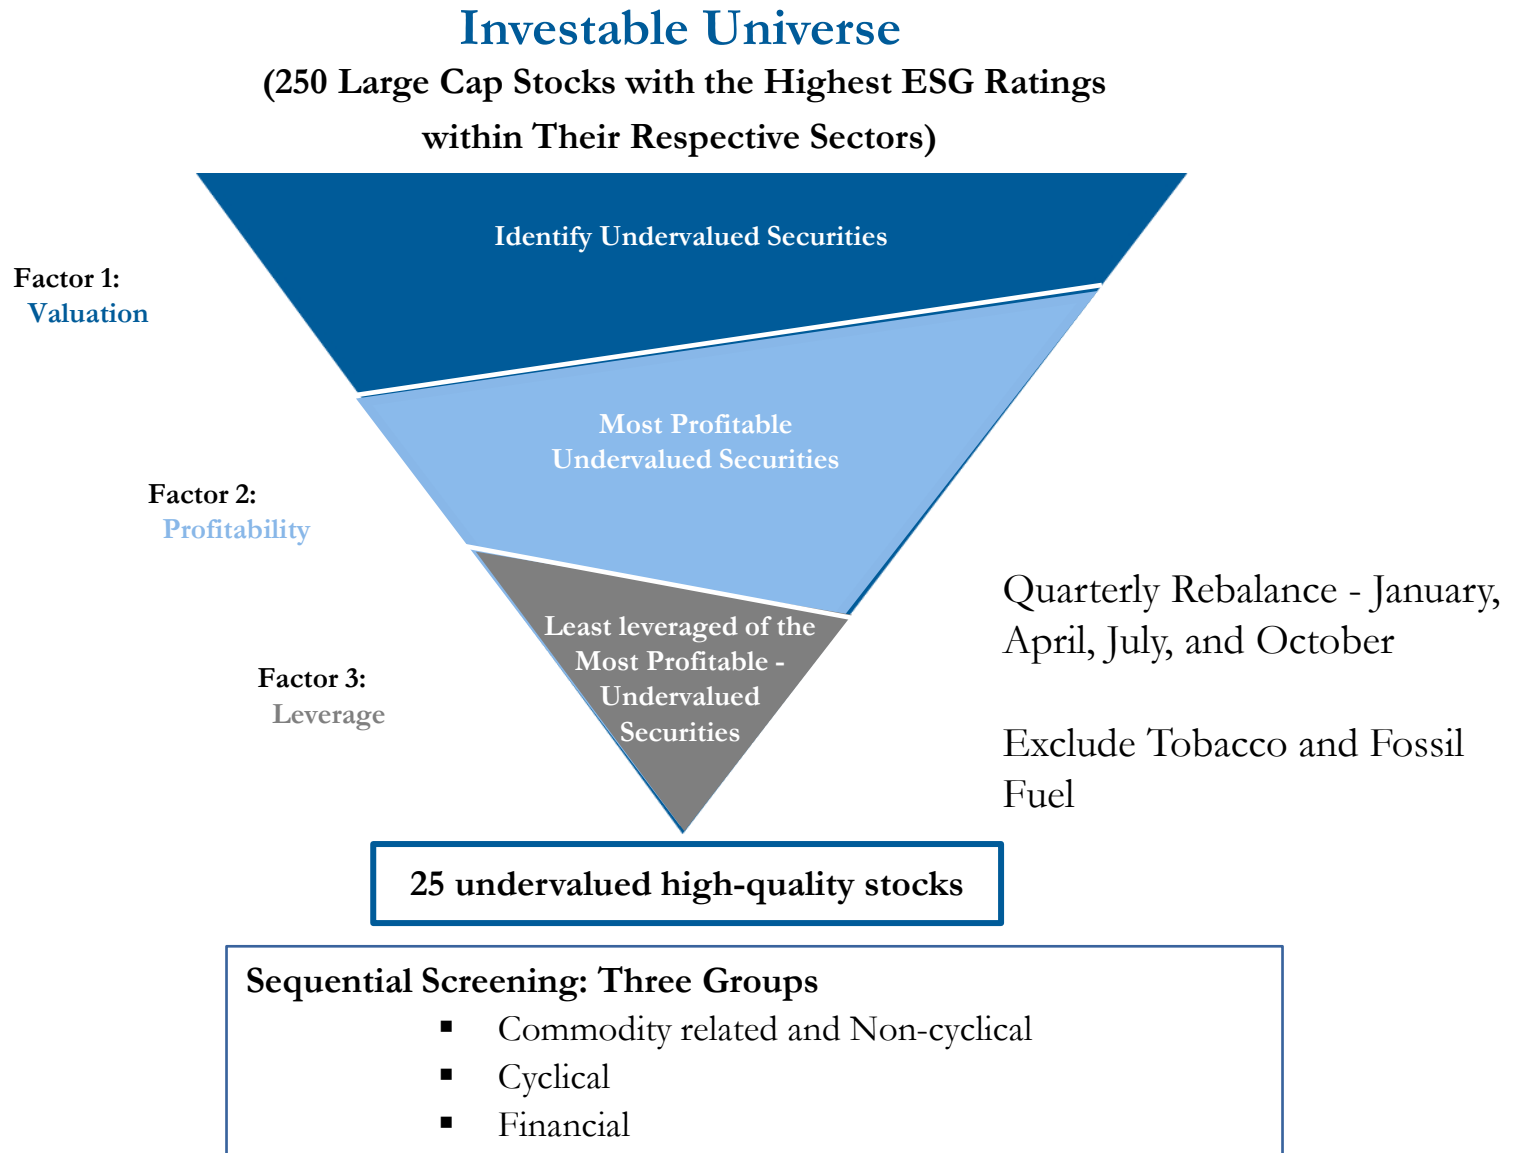 Investable Universe
(250 Large Cap Stocks with the Highest ESG Ratings
within Their Respective Sectors)
Identify Undervalued Securities
Factor 1:
Valuation
Most Profitable
Undervalued Securities
Factor 2:
Profitability
Least leveraged of the
Most Profitable -
Undervalued
Securities
Factor 3:
Leverage
Quarterly Rebalance - January,
April, July, and October
Exclude Tobacco and Fossil
Fuel
25 undervalued high-quality stocks
Sequential Screening: Three Groups
▪ Commodity related and Non-cyclical
▪ Cyclical
▪ Financial